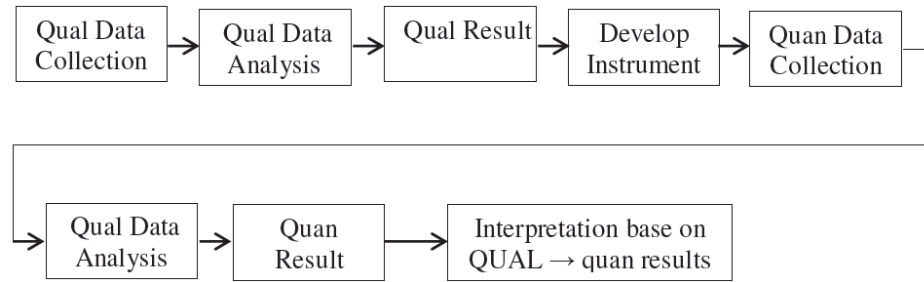 Qual Data
Collection
Qual Data
Analysis
Qual Result
Develop
Instrument
Quan Data
Collection
Qual Data
Analysis
Quan
Result
Interpretation base on
QUAL → quan results